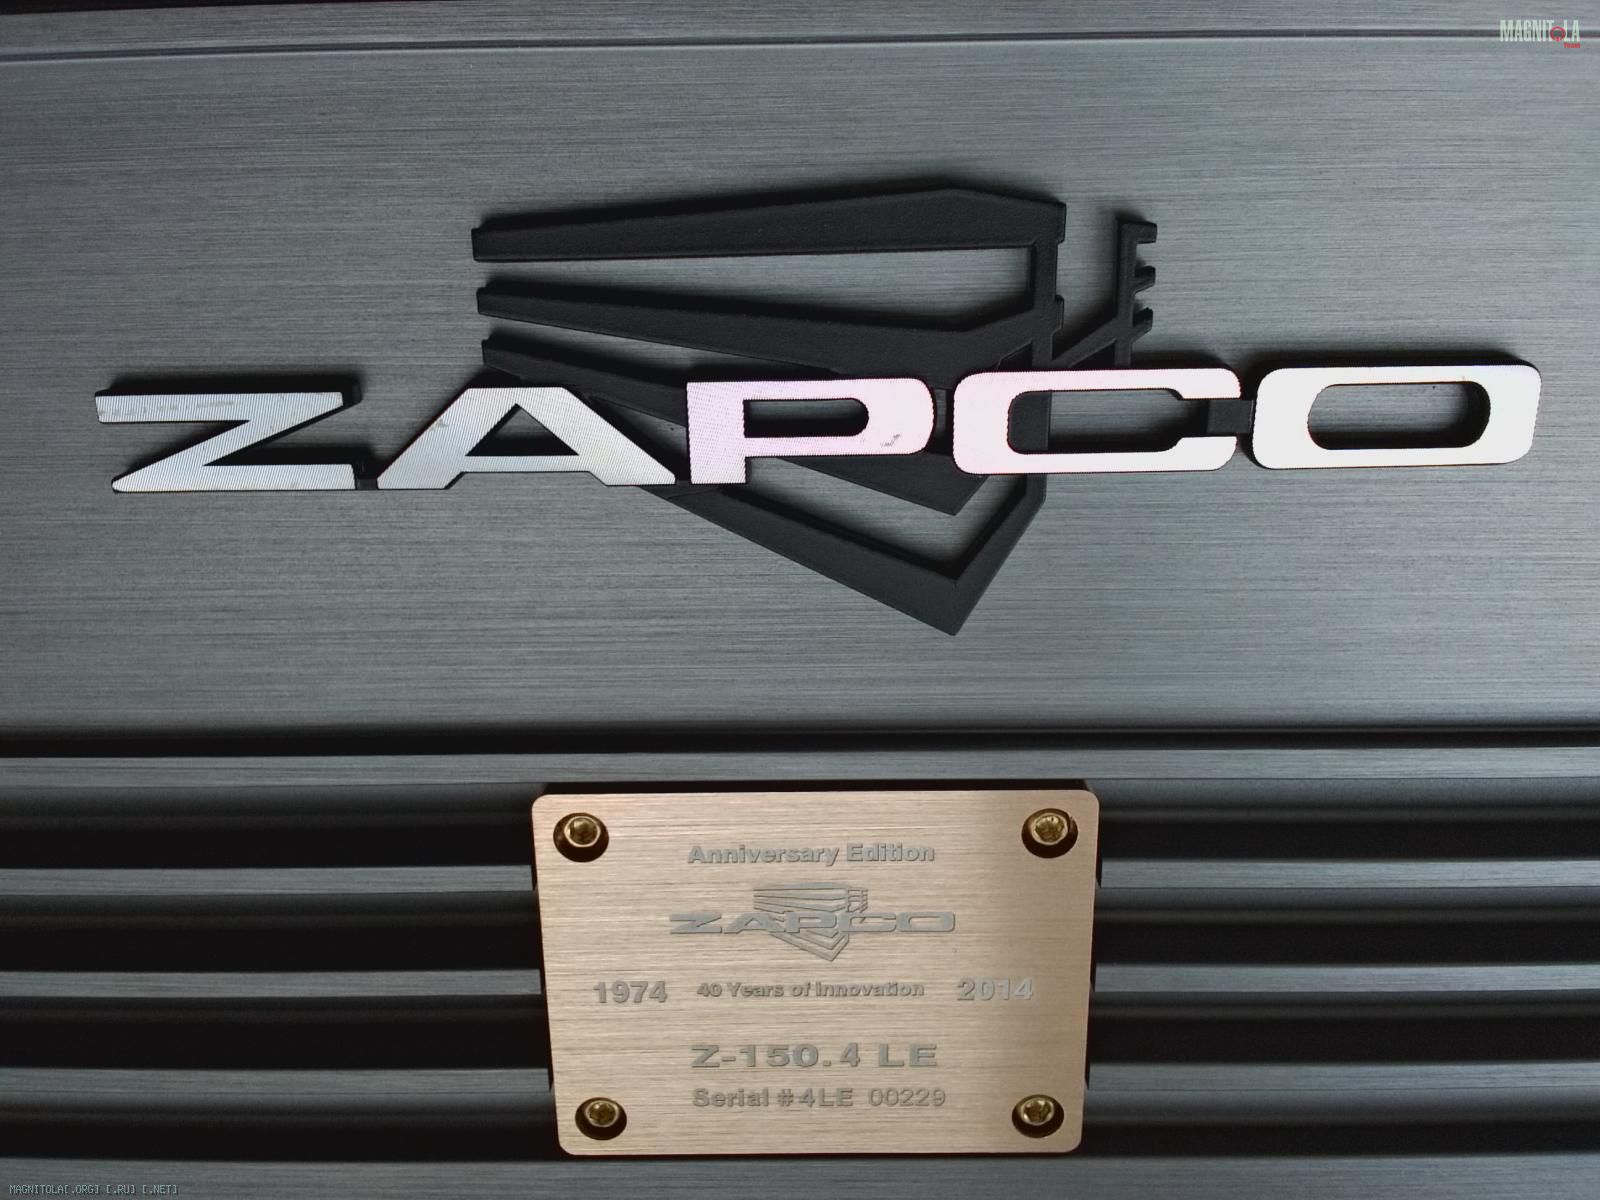 MAGNITOLA
Team
ZAPCO
Anniversary Edition
ZAPCO
1974 40 Years of Innovation 2014
Z-150.4 LE
Serial #4LE 00229
MAGNITOLA[.ORG] [.RU] [.NET]